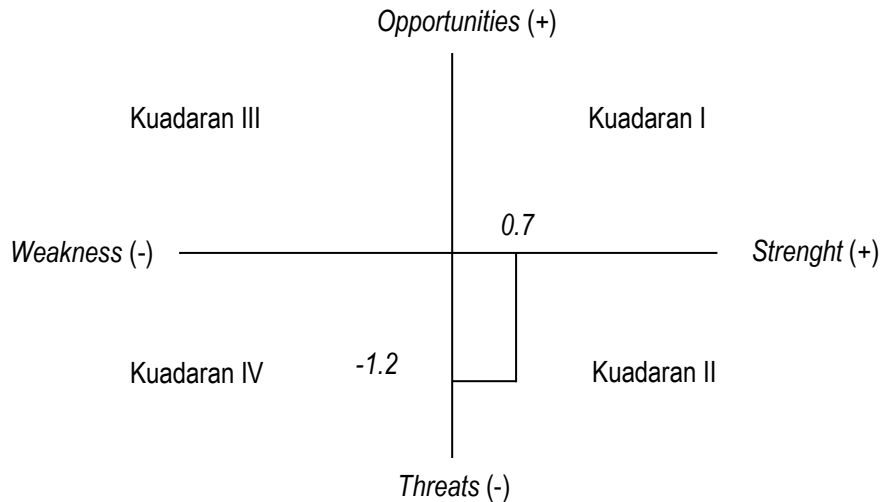 Opportunities (+)
Kuadaran III
Kuadaran I
0.7
Weakness (-)
Strenght (+)
Kuadaran IV
-1.2
Kuadaran II
Threats (-)